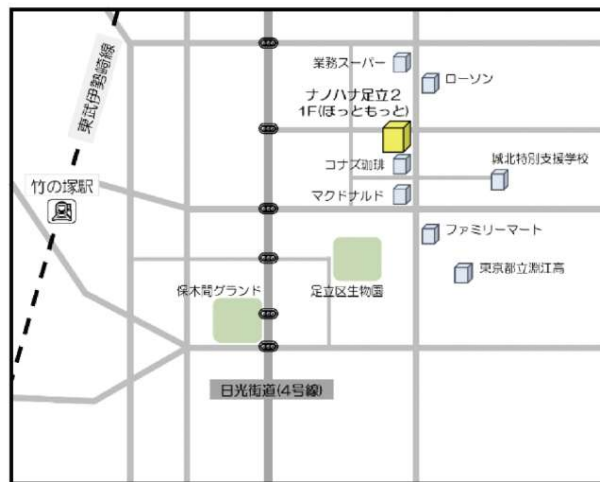 東武伊勢崎線
業務スーパー
ローソン
ナノハナ足立2
1F(ほっともっと)
コナズ珈琲
城北特別支援学校
竹の塚駅
マクドナルド
ファミリーマート
東京都立淵江高
保木間グランド
足立区生物園
日光街道(4号線)